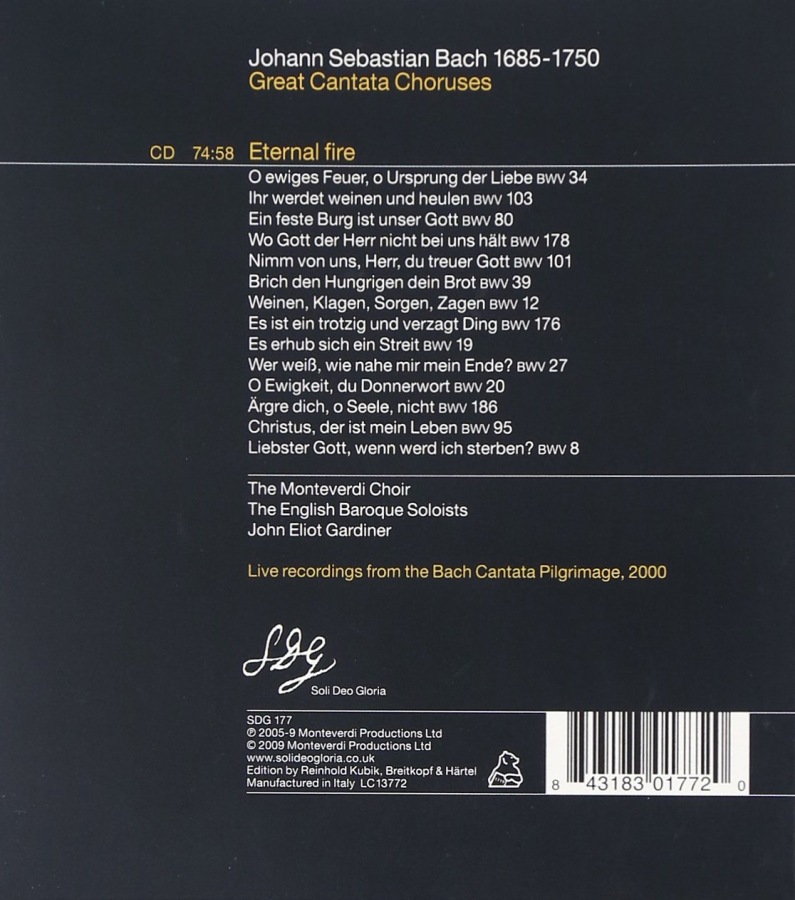 Johann Sebastian Bach 1685-1750
Great Cantata Choruses
CD 74:58 Eternal fire
O ewiges Feuer, o Ursprung der Liebe BWV 34
Ihr werdet weinen und heulen BWV 103
Ein feste Burg ist unser Gott BWV 80
Wo Gott der Herr nicht bei uns hält BWV 178
Nimm von uns, Herr, du treuer Gott BWV 101
Brich den Hungrigen dein Brot BWV 39
Weinen, Klagen, Sorgen, Zagen BWV 12
Es ist ein trotzig und verzagt Ding BWV 176
Es erhub sich ein Streit BWV 19
Wer weiß, wie nahe mir mein Ende? BWV 27
O Ewigkeit, du Donnerwort BWV 20
Ärgre dich, o Seele, nicht BWV 186
Christus, der ist mein Leben BWV 95
Liebster Gott, wenn werd ich sterben? BWV 8
The Monteverdi Choir
The English Baroque Soloists
John Eliot Gardiner
Live recordings from the Bach Cantata Pilgrimage, 2000
SDG
Soli Deo Gloria
SDG 177
℗ 2005-9 Monteverdi Productions Ltd
© 2009 Monteverdi Productions Ltd
www.solideogloria.co.uk
Edition by Reinhold Kubik, Breitkopf & Härtel
Manufactured in Italy LC13772
8 43183 01772 0